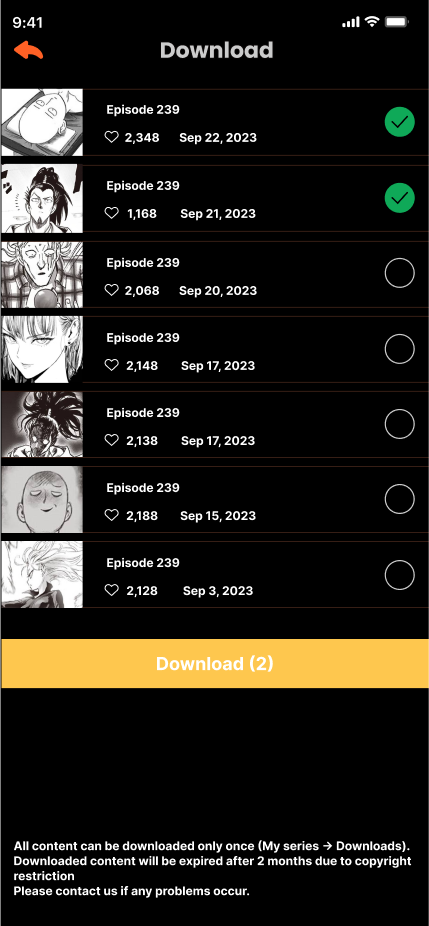 9:41
Download
Episode 239
2,348 Sep 22, 2023
Episode 239
1,168 Sep 21, 2023
Episode 239
2,068 Sep 20, 2023
Episode 239
2,148 Sep 17, 2023
Episode 239
2,138 Sep 17, 2023
Episode 239
2,188 Sep 15, 2023
Episode 239
2,128 Sep 3, 2023
Download (2)
All content can be downloaded only once (My series → Downloads).
Downloaded content will be expired after 2 months due to copyright
restriction
Please contact us if any problems occur.